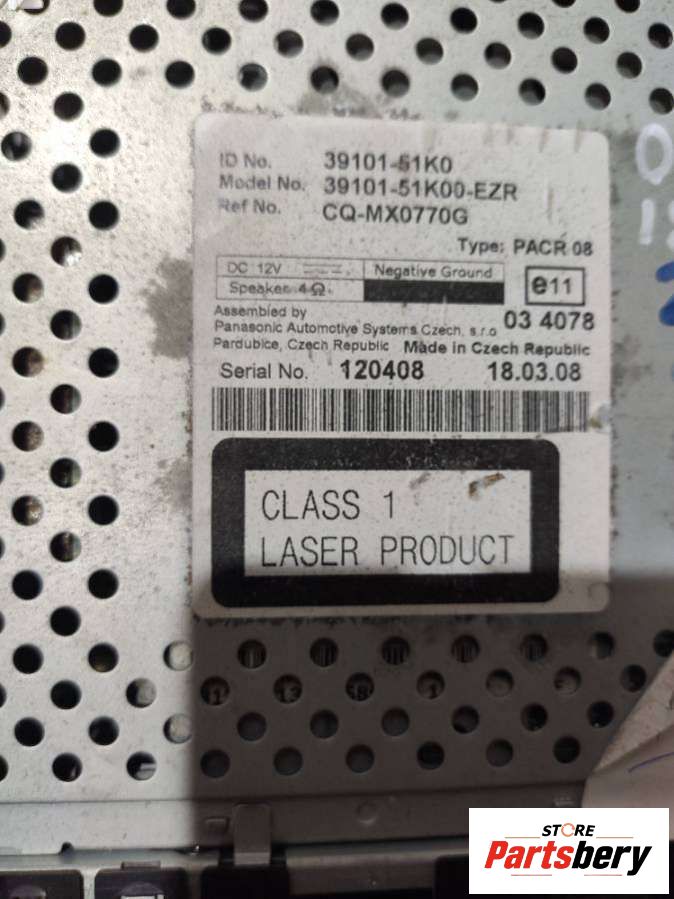 ID No. 39101-51K0
Model No. 39101-51K00-EZR
Ref No. CQ-MX0770G
Type: PACR 08
DC 12V Negative Ground
Speaker 4Ω
e11
Assembled by
Panasonic Automotive Systems Czech, s.r.o 03 4078
Pardubice, Czech Republic Made in Czech Republic
Serial No. 120408 18.03.08
CLASS 1
LASER PRODUCT
STORE
Partsbery